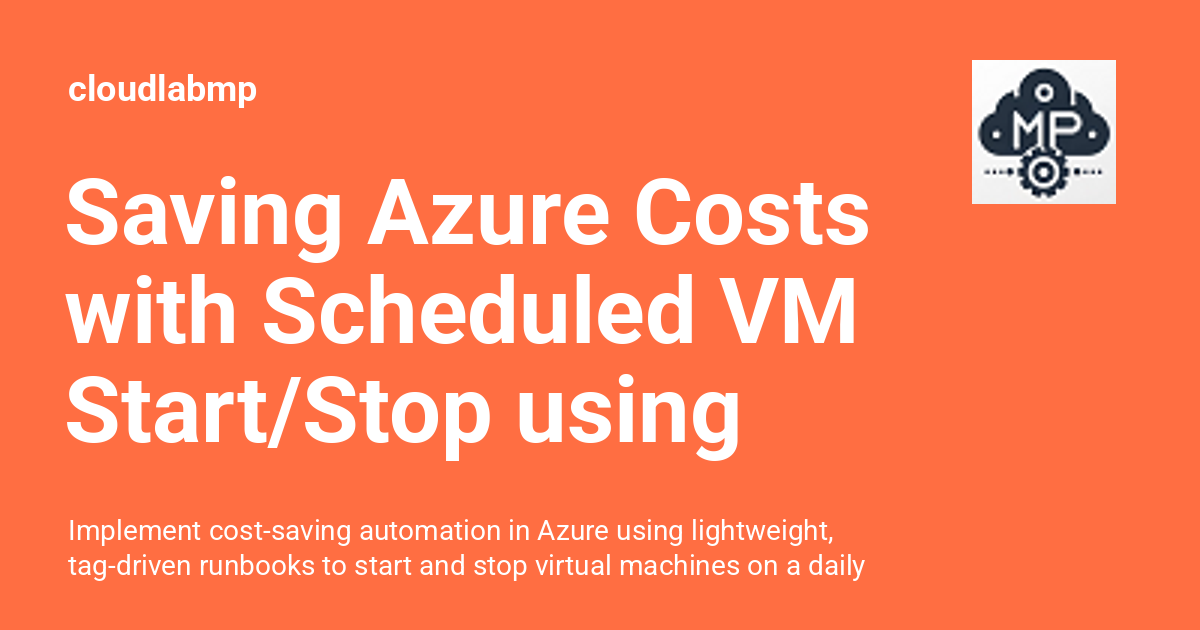 cloudlabmp
MP
Saving Azure Costs
with Scheduled VM
Start/Stop using
Implement cost-saving automation in Azure using lightweight,
tag-driven runbooks to start and stop virtual machines on a daily